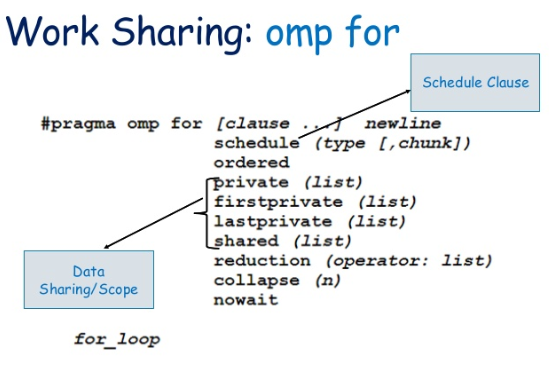 Work Sharing: omp for
Schedule Clause
#pragma omp for [clause ...] newline
schedule (type [,chunk])
ordered
private (list)
firstprivate (list)
lastprivate (list)
shared (list)
reduction (operator: list)
collapse (n)
nowait
Data
Sharing/Scope
for_loop